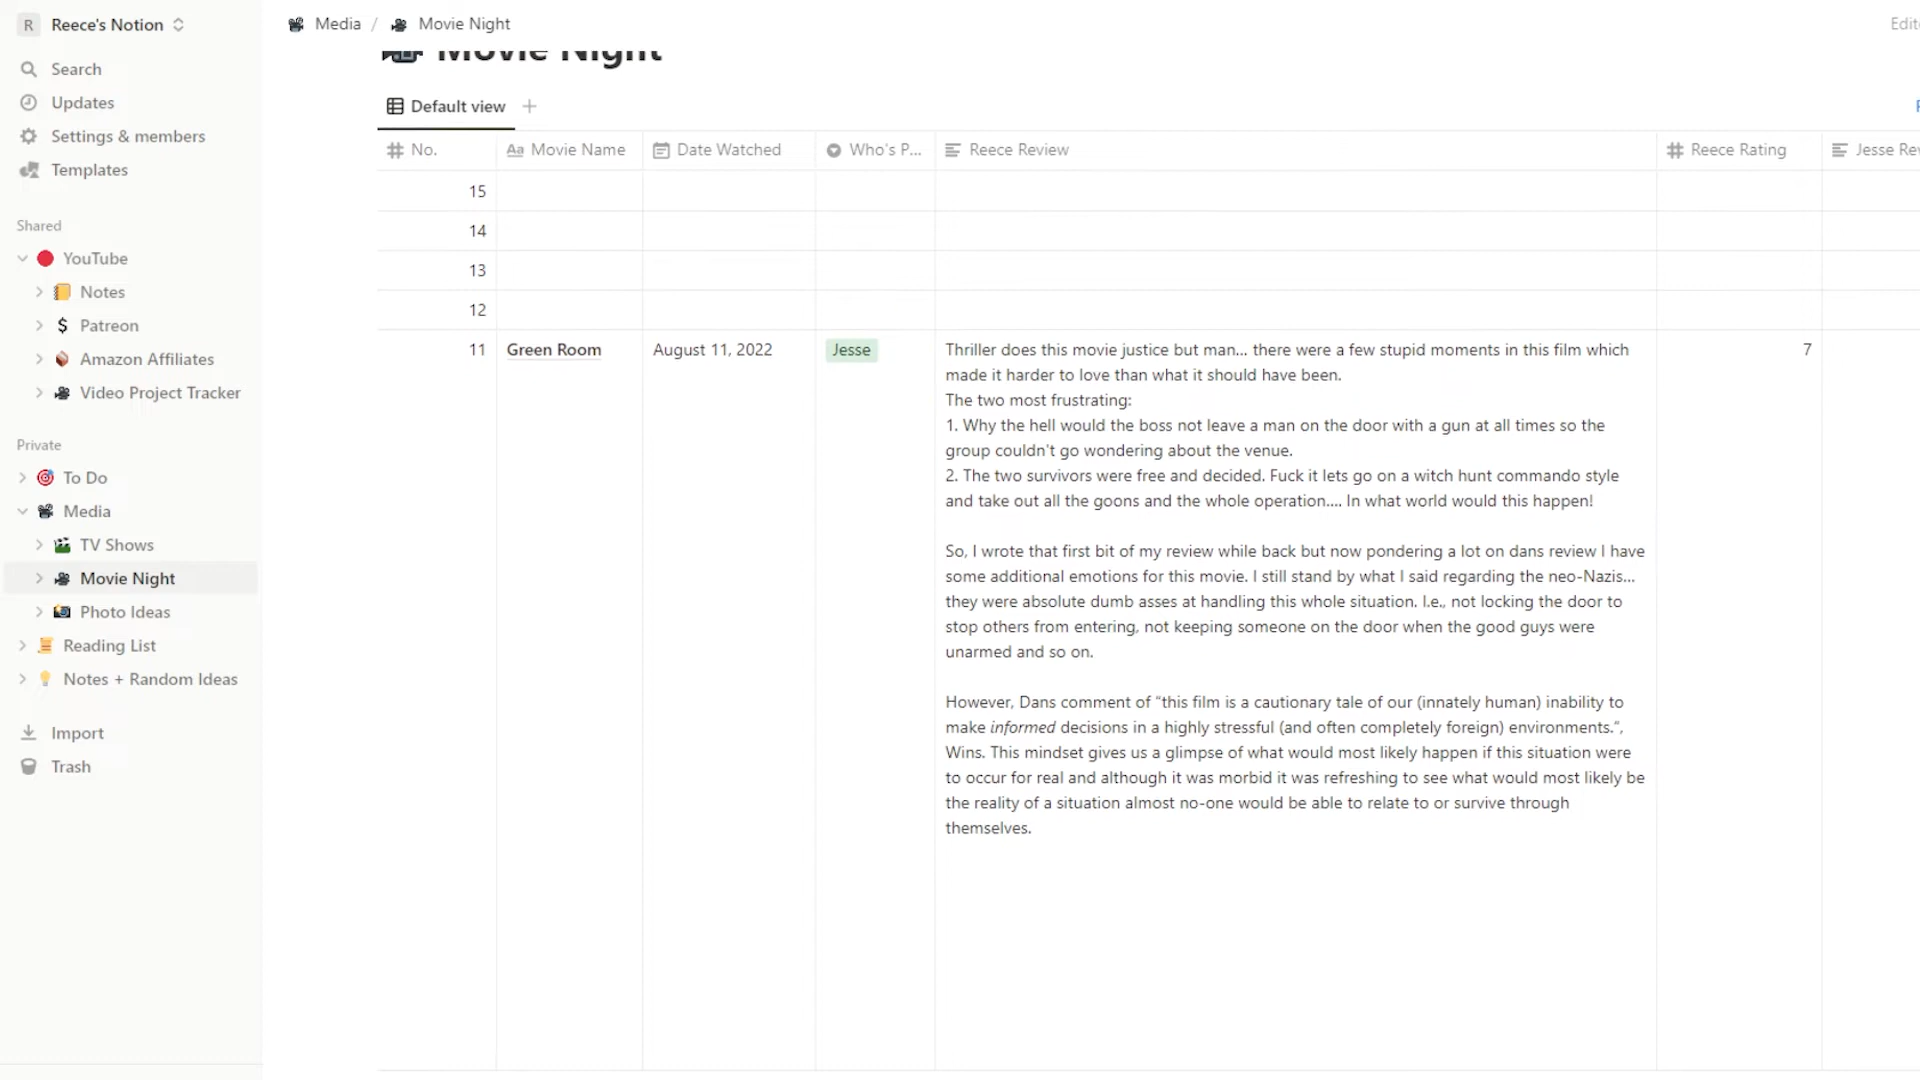 R Reece's Notion
Search
Updates
Settings & members
Templates
Shared
YouTube
Notes
$ Patreon
Amazon Affiliates
Video Project Tracker
Private
To Do
Media
TV Shows
Movie Night
Photo Ideas
Reading List
Notes + Random Ideas
Import
Trash
Media / Movie Night
Movie Night
Default view +
# No. Aa Movie Name Date Watched Who's P... Reece Review # Reece Rating Jesse Rev
15
14
13
12
11 Green Room August 11, 2022 Jesse Thriller does this movie justice but man... there were a few stupid moments in this film which 7
made it harder to love than what it should have been.
The two most frustrating:
1. Why the hell would the boss not leave a man on the door with a gun at all times so the
group couldn't go wondering about the venue.
2. The two survivors were free and decided. Fuck it lets go on a witch hunt commando style
and take out all the goons and the whole operation.... In what world would this happen!
So, I wrote that first bit of my review while back but now pondering a lot on dans review I have
some additional emotions for this movie. I still stand by what I said regarding the neo-Nazis...
they were absolute dumb asses at handling this whole situation. I.e., not locking the door to
stop others from entering, not keeping someone on the door when the good guys were
unarmed and so on.
However, Dans comment of “this film is a cautionary tale of our (innately human) inability to
make informed decisions in a highly stressful (and often completely foreign) environments.“,
Wins. This mindset gives us a glimpse of what would most likely happen if this situation were
to occur for real and although it was morbid it was refreshing to see what would most likely be
the reality of a situation almost no-one would be able to relate to or survive through
themselves.